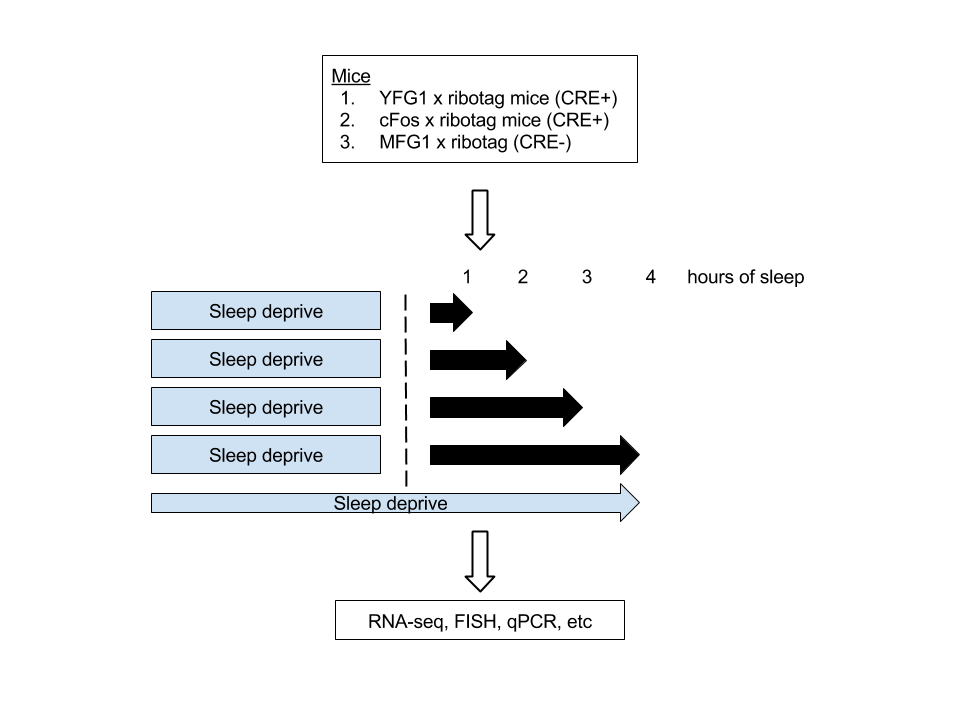 Mice
1. YFG1 x ribotag mice (CRE+)
2. cFos x ribotag mice (CRE+)
3. MFG1 x ribotag (CRE-)
1 2 3 4 hours of sleep
Sleep deprive
Sleep deprive
Sleep deprive
Sleep deprive
Sleep deprive
RNA-seq, FISH, qPCR, etc